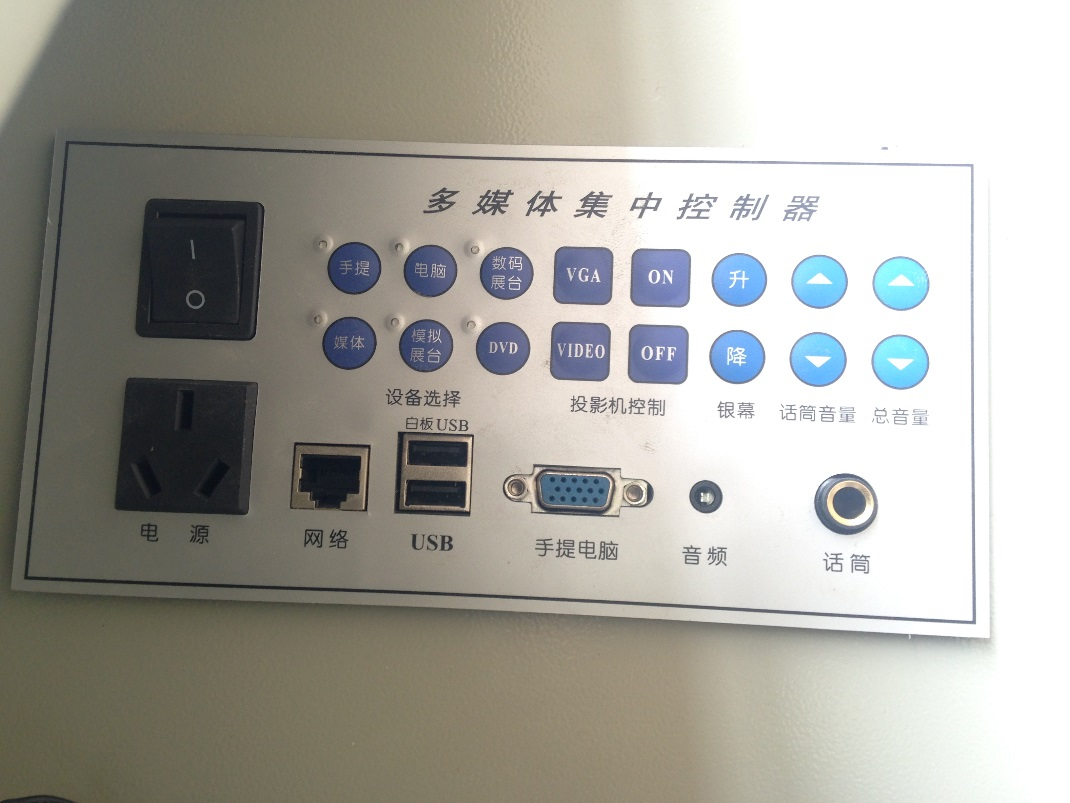 多媒体集中控制器
手提 电脑 数码展台 VGA ON 升
媒体 模拟展台 DVD VIDEO OFF 降
设备选择 投影机控制 银幕 话筒音量 总音量
白板USB
电源 网络 USB 手提电脑 音频 话筒